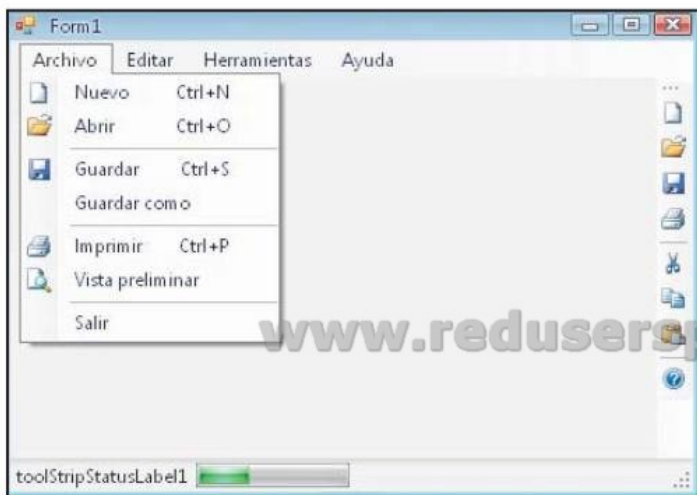 Form1
Archivo Editar Herramientas Ayuda
Nuevo Ctrl+N
Abrir Ctrl+O
Guardar Ctrl+S
Guardar como
Imprimir Ctrl+P
Vista preliminar
Salir
www.redusersp
toolStripStatusLabel1